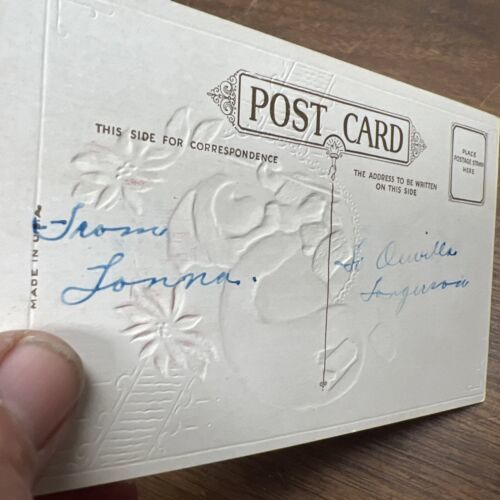 POST CARD
THIS SIDE FOR CORRESPONDENCE
THE ADDRESS TO BE WRITTEN
ON THIS SIDE
PLACE
POSTAGE STAMP
HERE
MADE IN U.S.A.
From
Lonna.
To